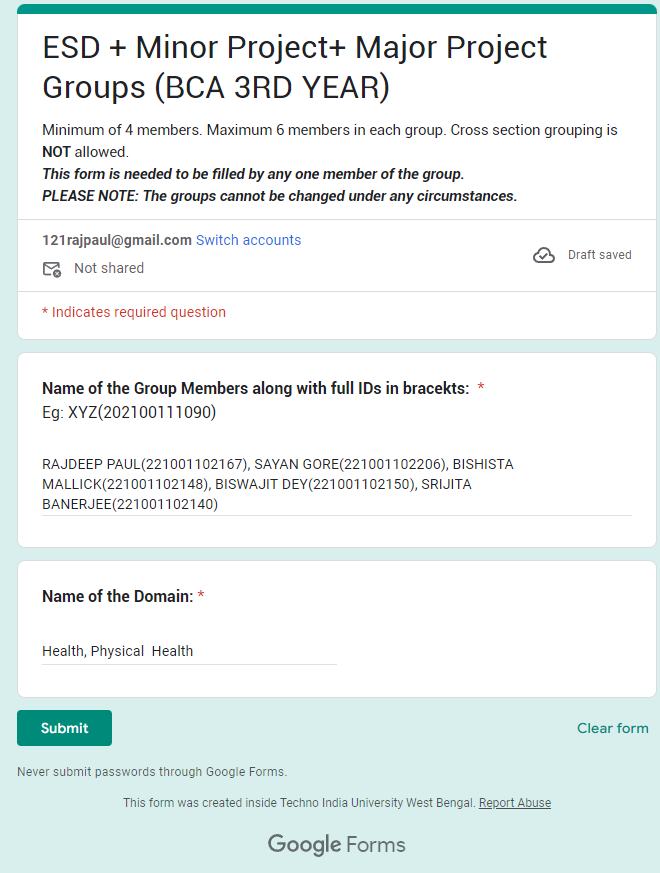 ESD + Minor Project+ Major Project
Groups (BCA 3RD YEAR)
Minimum of 4 members. Maximum 6 members in each group. Cross section grouping is
NOT allowed.
This form is needed to be filled by any one member of the group.
PLEASE NOTE: The groups cannot be changed under any circumstances.
121rajpaul@gmail.com Switch accounts
Draft saved
Not shared
* Indicates required question
Name of the Group Members along with full IDs in bracekts: *
Eg: XYZ(202100111090)
RAJDEEP PAUL(221001102167), SAYAN GORE(221001102206), BISHISTA
MALLICK(221001102148), BISWAJIT DEY(221001102150), SRIJITA
BANERJEE(221001102140)
Name of the Domain: *
Health, Physical  Health
Submit
Clear form
Never submit passwords through Google Forms.
This form was created inside Techno India University West Bengal. Report Abuse
Google Forms